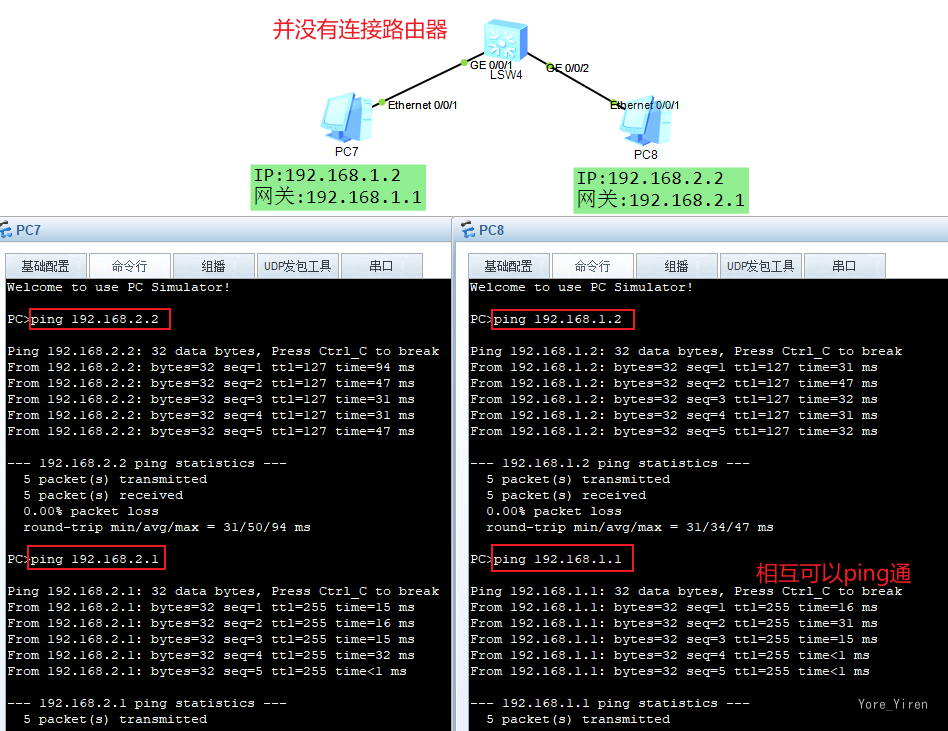 并没有连接路由器
GE 0/0/1
LSW4
GE 0/0/2
Ethernet 0/0/1
Ethernet 0/0/1
PC7
PC8
IP:192.168.1.2
网关:192.168.1.1
IP:192.168.2.2
网关:192.168.2.1
PC7
基础配置 命令行 组播 UDP发包工具 串口
Welcome to use PC Simulator!
PC>ping 192.168.2.2
Ping 192.168.2.2: 32 data bytes, Press Ctrl_C to break
From 192.168.2.2: bytes=32 seq=1 ttl=127 time=94 ms
From 192.168.2.2: bytes=32 seq=2 ttl=127 time=47 ms
From 192.168.2.2: bytes=32 seq=3 ttl=127 time=31 ms
From 192.168.2.2: bytes=32 seq=4 ttl=127 time=31 ms
From 192.168.2.2: bytes=32 seq=5 ttl=127 time=47 ms
--- 192.168.2.2 ping statistics ---
5 packet(s) transmitted
5 packet(s) received
0.00% packet loss
round-trip min/avg/max = 31/50/94 ms
PC>ping 192.168.2.1
Ping 192.168.2.1: 32 data bytes, Press Ctrl_C to break
From 192.168.2.1: bytes=32 seq=1 ttl=255 time=15 ms
From 192.168.2.1: bytes=32 seq=2 ttl=255 time=16 ms
From 192.168.2.1: bytes=32 seq=3 ttl=255 time=15 ms
From 192.168.2.1: bytes=32 seq=4 ttl=255 time=32 ms
From 192.168.2.1: bytes=32 seq=5 ttl=255 time<1 ms
--- 192.168.2.1 ping statistics ---
5 packet(s) transmitted
PC8
基础配置 命令行 组播 UDP发包工具 串口
Welcome to use PC Simulator!
PC>ping 192.168.1.2
Ping 192.168.1.2: 32 data bytes, Press Ctrl_C to break
From 192.168.1.2: bytes=32 seq=1 ttl=127 time=31 ms
From 192.168.1.2: bytes=32 seq=2 ttl=127 time=47 ms
From 192.168.1.2: bytes=32 seq=3 ttl=127 time=32 ms
From 192.168.1.2: bytes=32 seq=4 ttl=127 time=31 ms
From 192.168.1.2: bytes=32 seq=5 ttl=127 time=32 ms
--- 192.168.1.2 ping statistics ---
5 packet(s) transmitted
5 packet(s) received
0.00% packet loss
round-trip min/avg/max = 31/34/47 ms
PC>ping 192.168.1.1
相互可以ping通
Ping 192.168.1.1: 32 data bytes, Press Ctrl_C to break
From 192.168.1.1: bytes=32 seq=1 ttl=255 time=16 ms
From 192.168.1.1: bytes=32 seq=2 ttl=255 time=31 ms
From 192.168.1.1: bytes=32 seq=3 ttl=255 time=15 ms
From 192.168.1.1: bytes=32 seq=4 ttl=255 time<1 ms
From 192.168.1.1: bytes=32 seq=5 ttl=255 time<1 ms
--- 192.168.1.1 ping statistics ---
5 packet(s) transmitted
Yore_Yiren